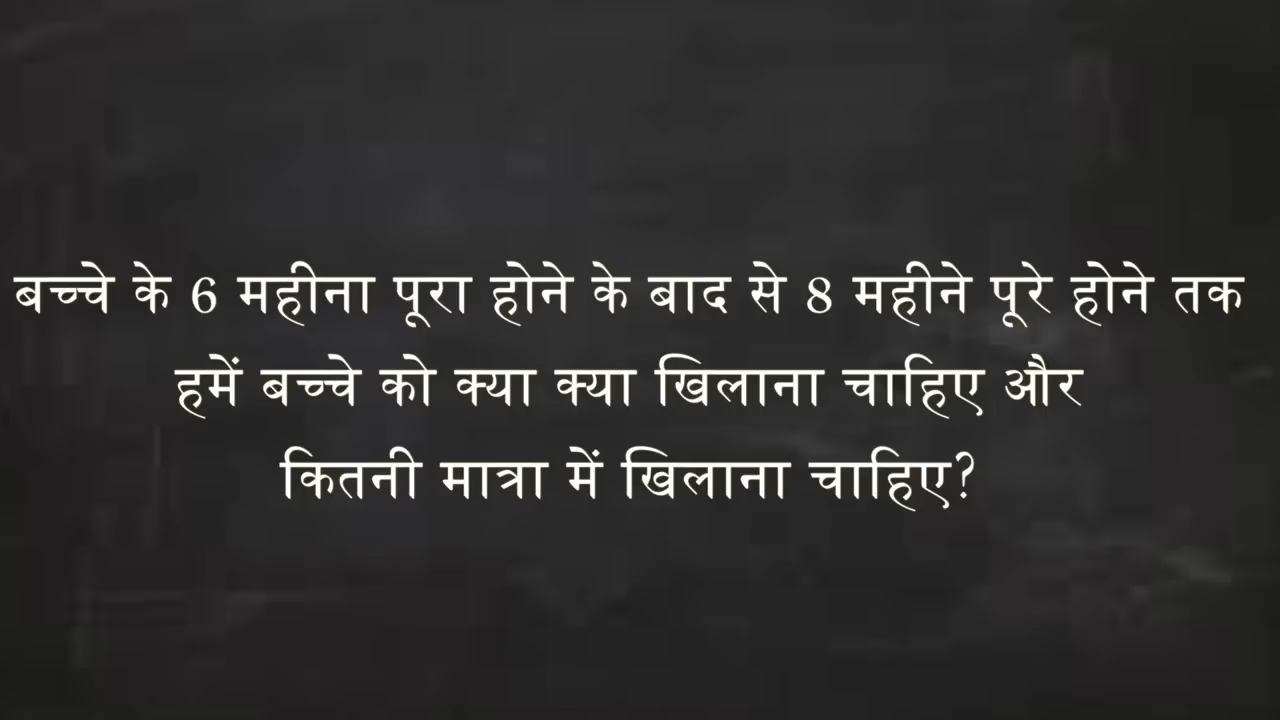 बच्चे के 6 महीना पूरा होने के बाद से 8 महीने पूरे होने तक
हमें बच्चे को क्या क्या खिलाना चाहिए और
कितनी मात्रा में खिलाना चाहिए?